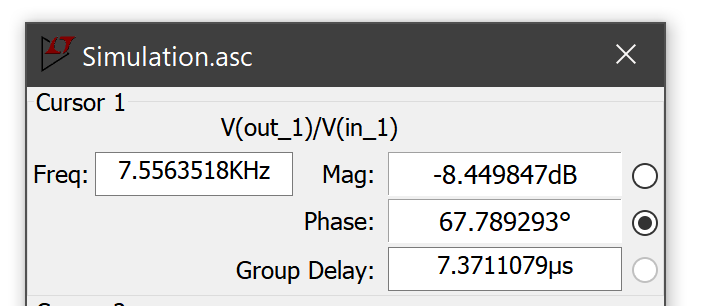 LT Simulation.asc
Cursor 1
V(out_1)/V(in_1)
Freq: 7.5563518KHz Mag: -8.449847dB
Phase: 67.789293°
Group Delay: 7.3711079µs